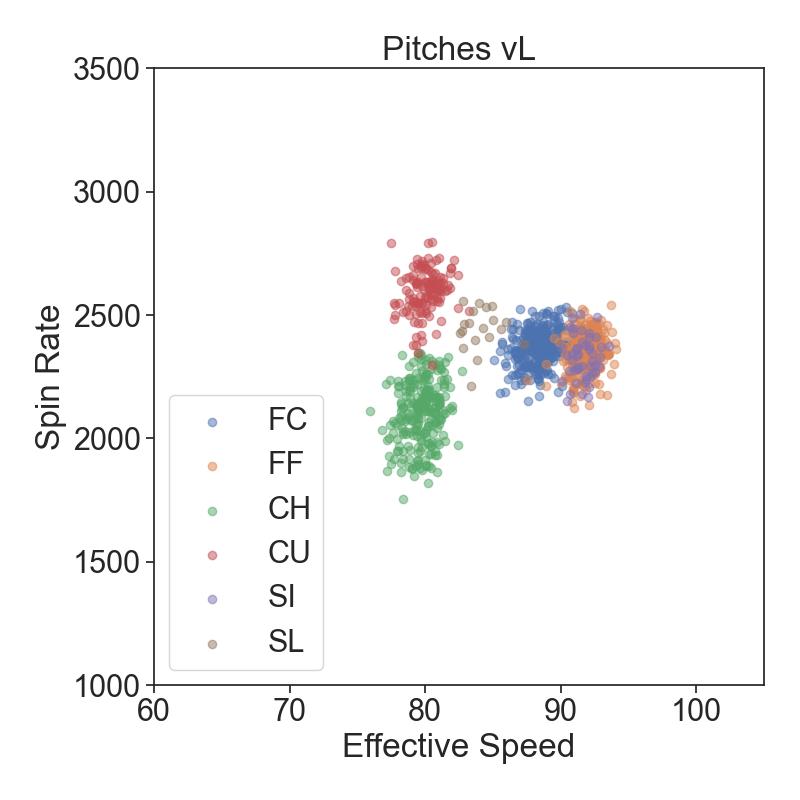 Pitches vL
3500
3000
2500
2000
1500
1000
Spin Rate
FC
FF
CH
CU
SI
SL
60 70 80 90 100
Effective Speed